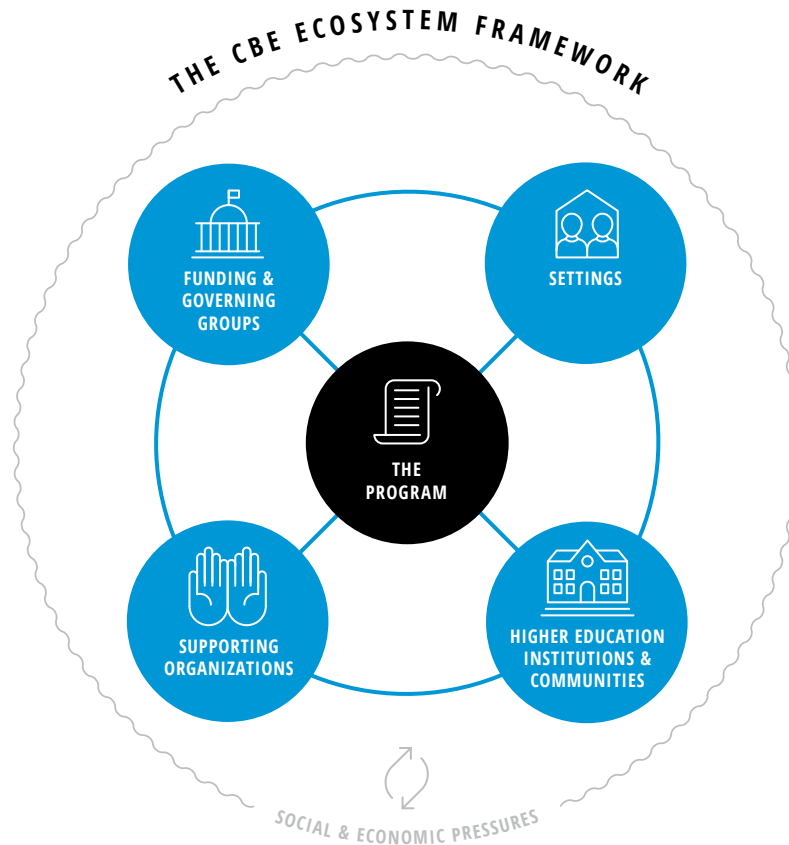 THE CBE ECOSYSTEM FRAMEWORK
FUNDING &
GOVERNING
GROUPS
SETTINGS
THE
PROGRAM
SUPPORTING
ORGANIZATIONS
HIGHER EDUCATION
INSTITUTIONS &
COMMUNITIES
SOCIAL & ECONOMIC PRESSURES